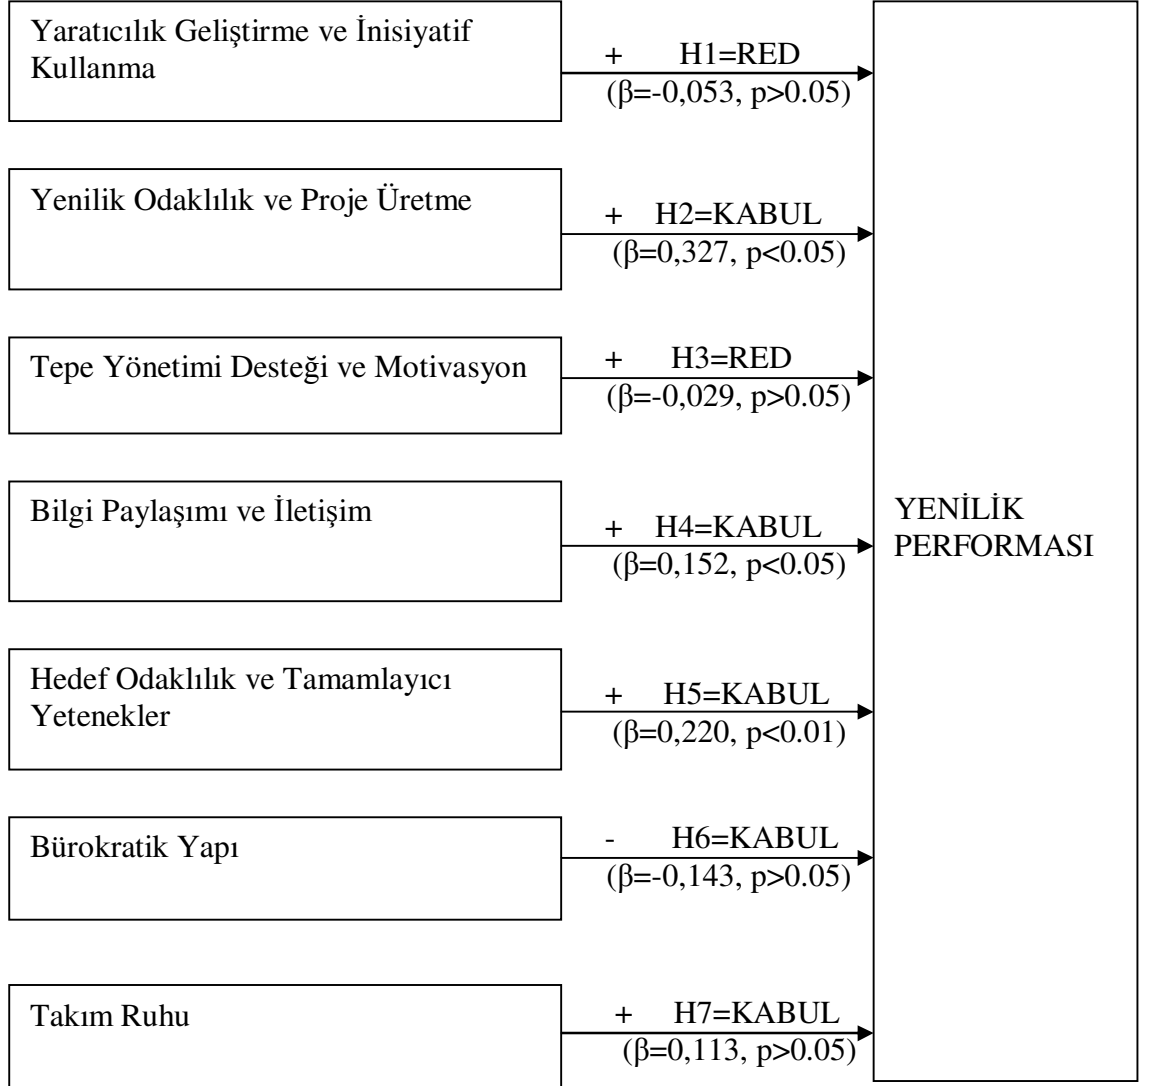 Yaratıcılık Geliştirme ve İnisiyatif
Kullanma
+ H1=RED
(β=-0,053, p>0.05)
Yenilik Odaklılık ve Proje Üretme
+ H2=KABUL
(β=0,327, p<0.05)
Tepe Yönetimi Desteği ve Motivasyon
+ H3=RED
(β=-0,029, p>0.05)
Bilgi Paylaşımı ve İletişim
+ H4=KABUL
(β=0,152, p<0.05)
YENİLİK
PERFORMASI
Hedef Odaklılık ve Tamamlayıcı
Yetenekler
+ H5=KABUL
(β=0,220, p<0.01)
Bürokratik Yapı
- H6=KABUL
(β=-0,143, p>0.05)
Takım Ruhu
+ H7=KABUL
(β=0,113, p>0.05)